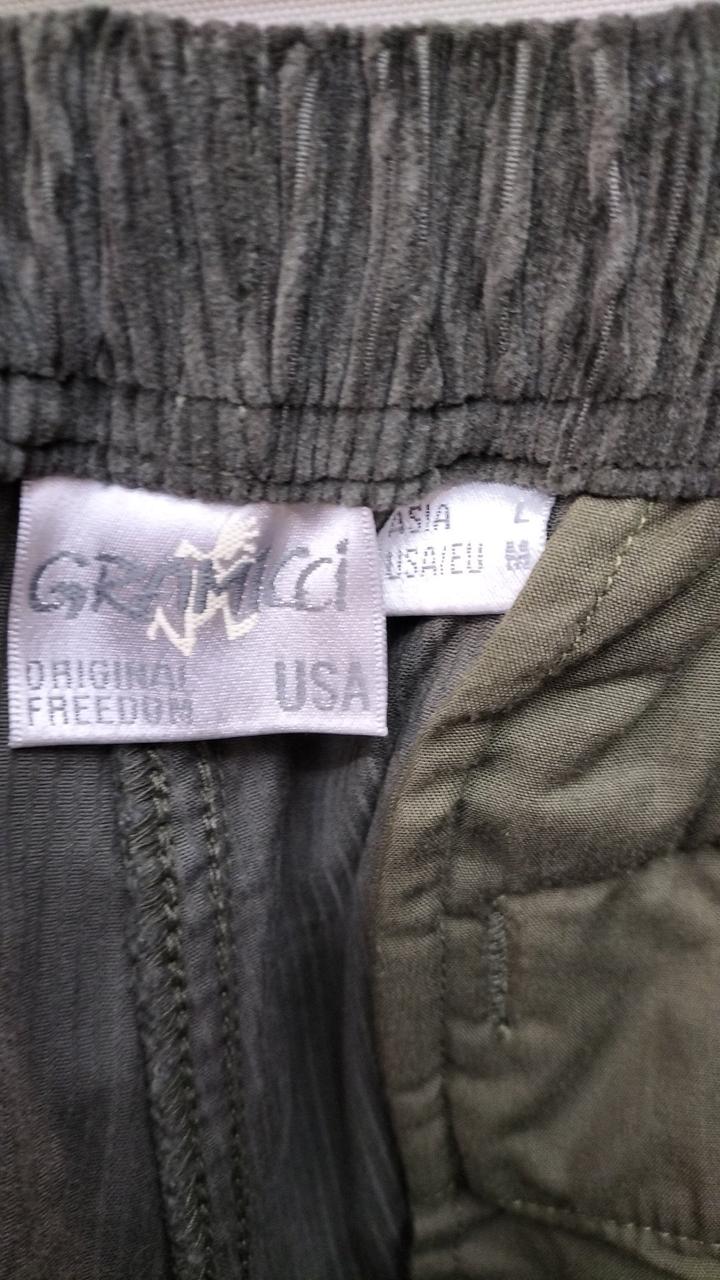 GRAMICCi
ORIGINAL
FREEDOM
USA
ASIA L
USA/EU M